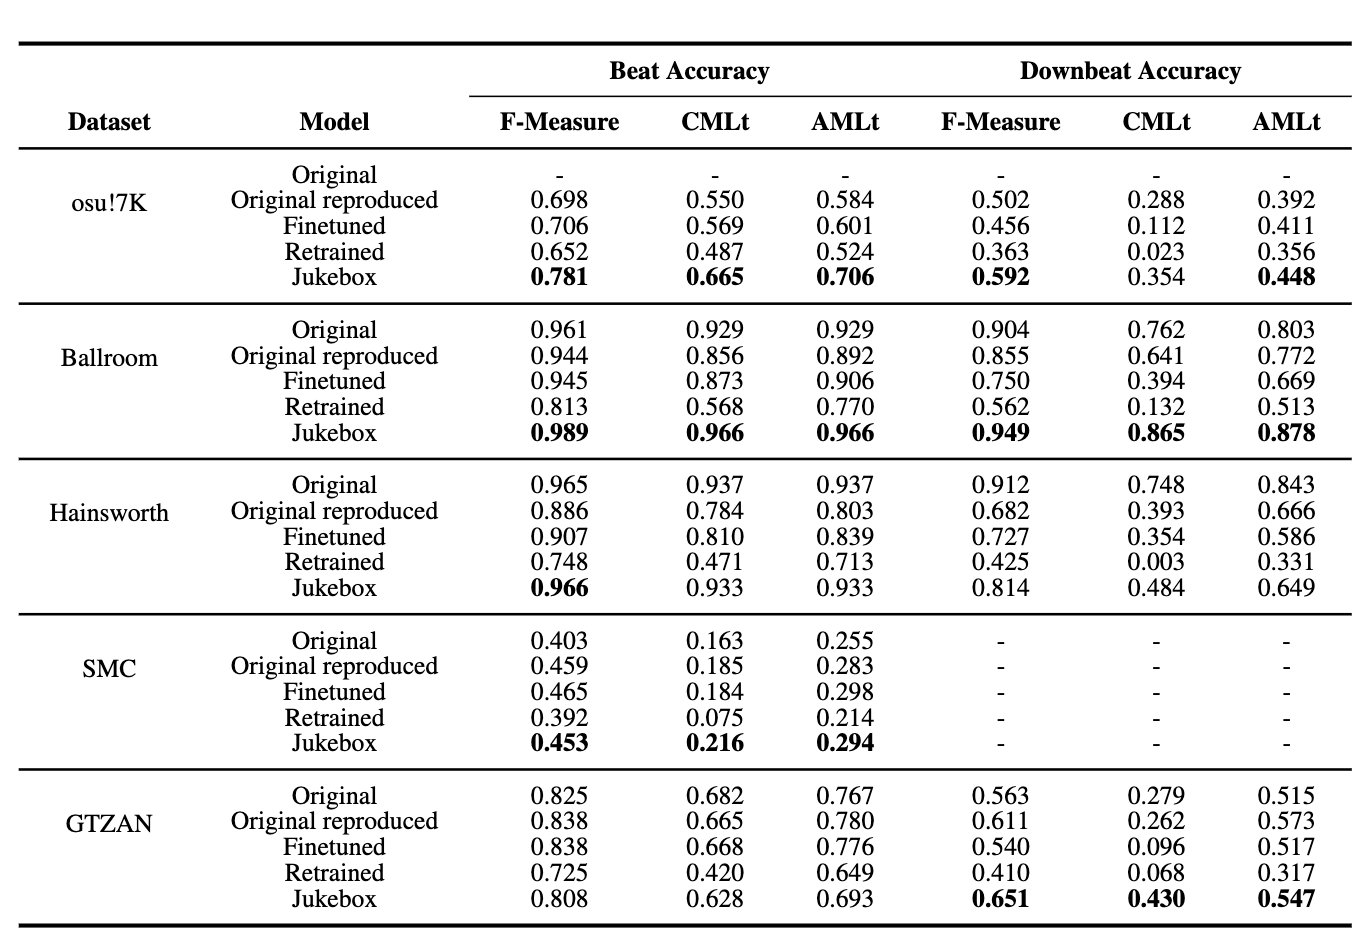 Beat Accuracy Downbeat Accuracy
Dataset Model F-Measure CMLt AMLt F-Measure CMLt AMLt
Original - - - - - -
osu!7K Original reproduced 0.698 0.550 0.584 0.502 0.288 0.392
Finetuned 0.706 0.569 0.601 0.456 0.112 0.411
Retrained 0.652 0.487 0.524 0.363 0.023 0.356
Jukebox 0.781 0.665 0.706 0.592 0.354 0.448
Original 0.961 0.929 0.929 0.904 0.762 0.803
Ballroom Original reproduced 0.944 0.856 0.892 0.855 0.641 0.772
Finetuned 0.945 0.873 0.906 0.750 0.394 0.669
Retrained 0.813 0.568 0.770 0.562 0.132 0.513
Jukebox 0.989 0.966 0.966 0.949 0.865 0.878
Original 0.965 0.937 0.937 0.912 0.748 0.843
Hainsworth Original reproduced 0.886 0.784 0.803 0.682 0.393 0.666
Finetuned 0.907 0.810 0.839 0.727 0.354 0.586
Retrained 0.748 0.471 0.713 0.425 0.003 0.331
Jukebox 0.966 0.933 0.933 0.814 0.484 0.649
Original 0.403 0.163 0.255 - - -
SMC Original reproduced 0.459 0.185 0.283 - - -
Finetuned 0.465 0.184 0.298 - - -
Retrained 0.392 0.075 0.214 - - -
Jukebox 0.453 0.216 0.294 - - -
Original 0.825 0.682 0.767 0.563 0.279 0.515
GTZAN Original reproduced 0.838 0.665 0.780 0.611 0.262 0.573
Finetuned 0.838 0.668 0.776 0.540 0.096 0.517
Retrained 0.725 0.420 0.649 0.410 0.068 0.317
Jukebox 0.808 0.628 0.693 0.651 0.430 0.547